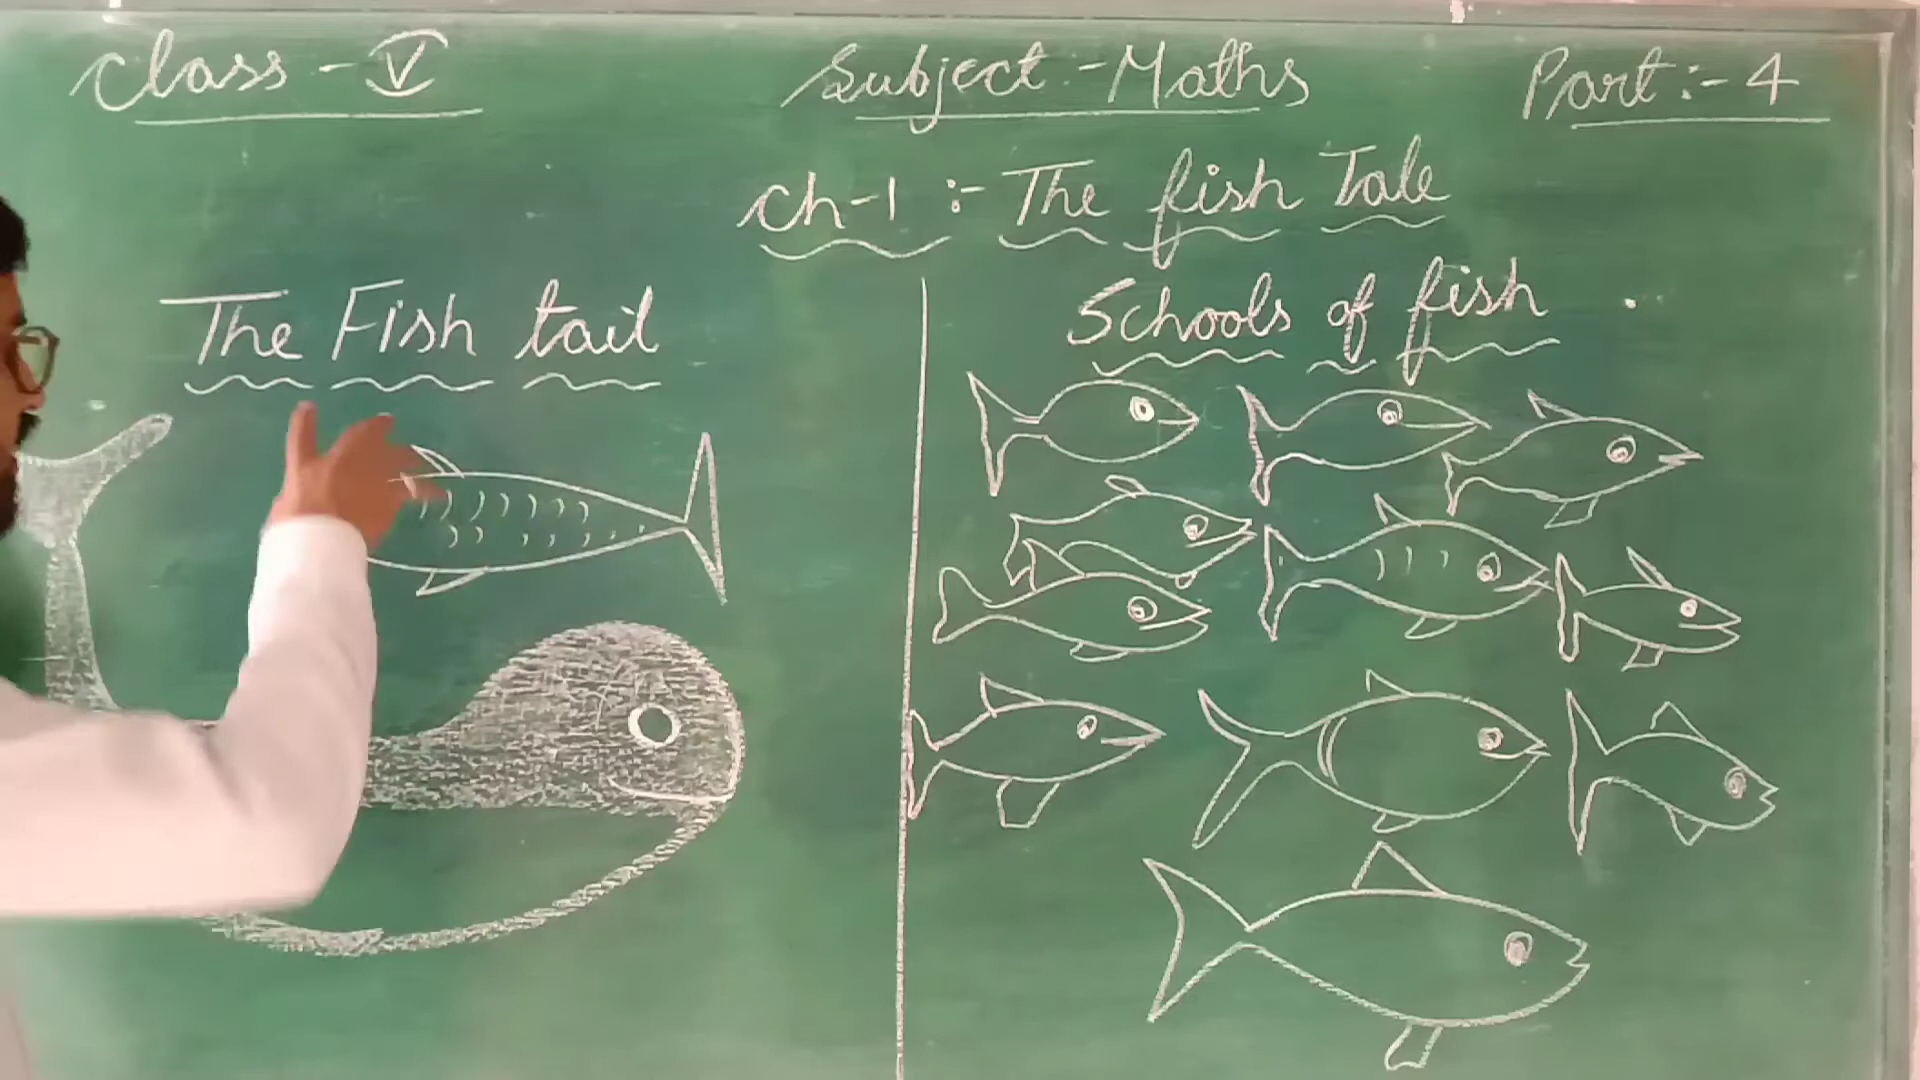 Class - V
Subject :- Maths
Part :- 4
Ch-1 :- The fish Tale
The Fish tail
Schools of fish